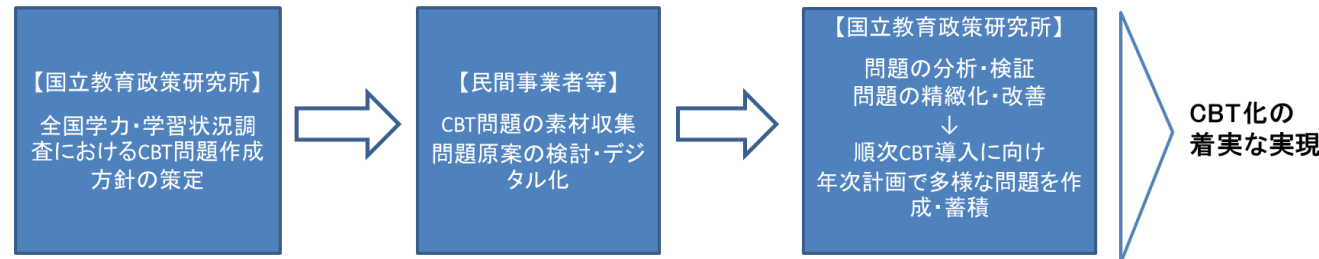 【国立教育政策研究所】
全国学力・学習状況調
査におけるCBT問題作成
方針の策定
【民間事業者等】
CBT問題の素材収集
問題原案の検討・デジ
タル化
【国立教育政策研究所】
問題の分析・検証
問題の精緻化・改善
↓
順次CBT導入に向け
年次計画で多様な問題を作
成・蓄積
CBT化の
着実な実現